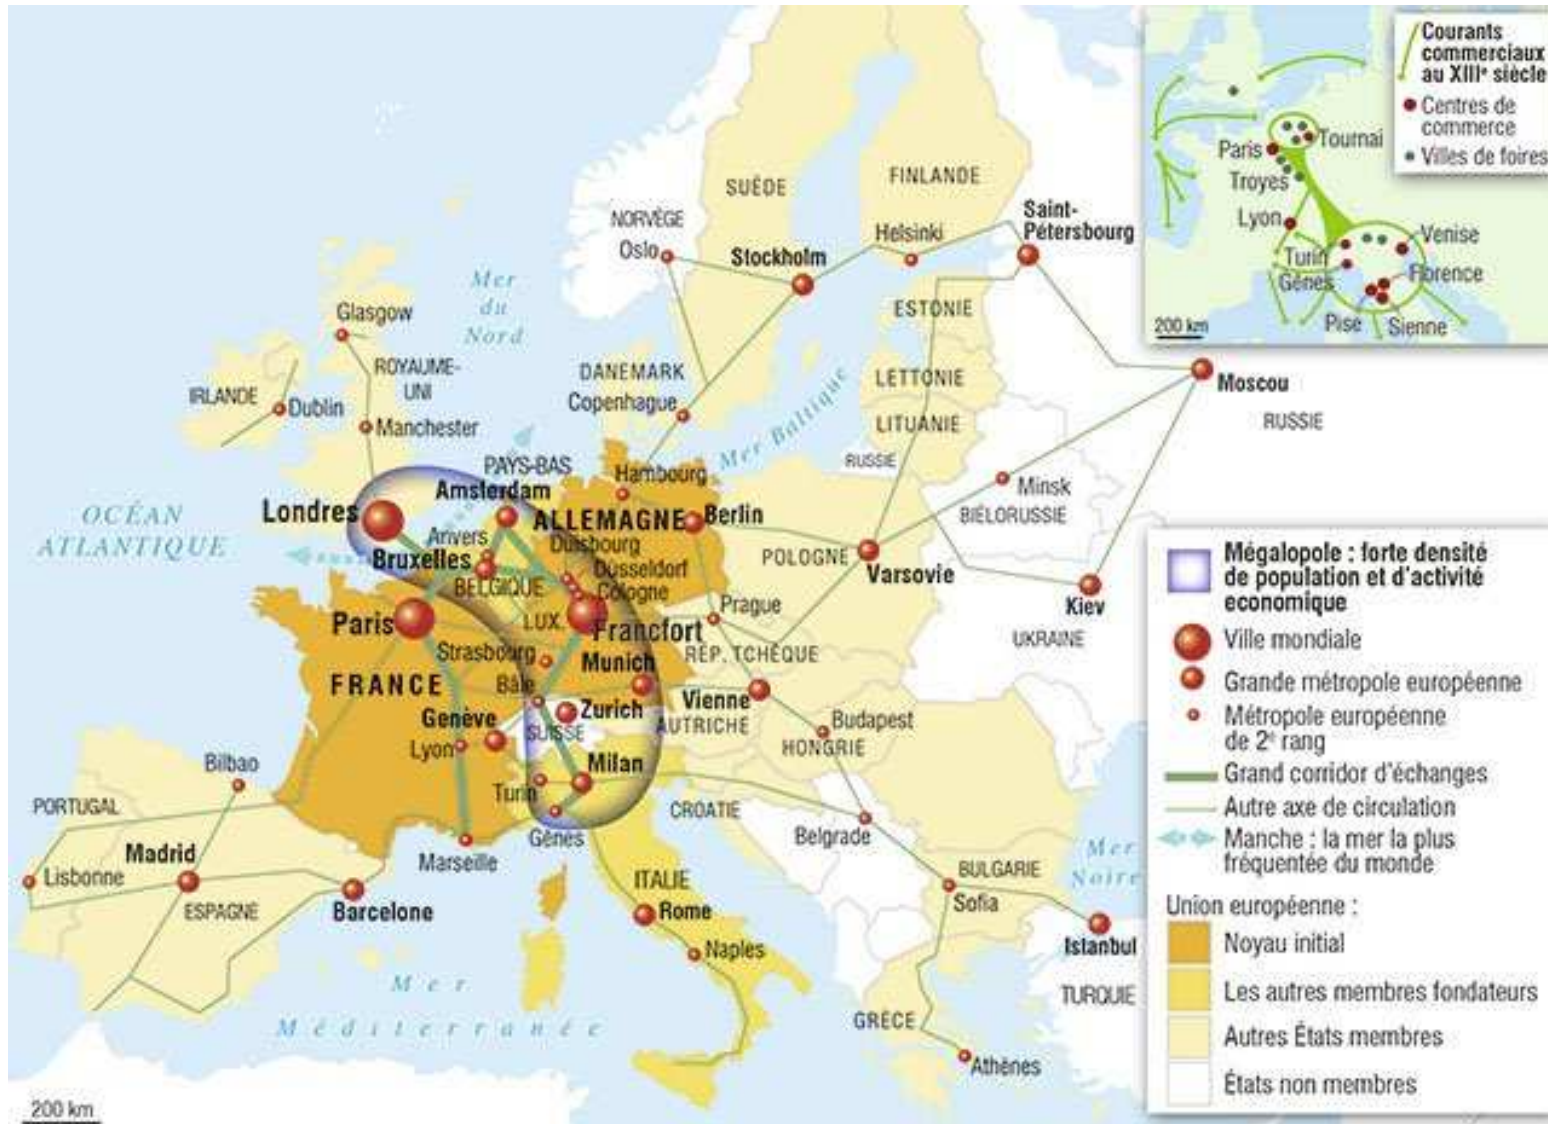 Courants
commerciaux
au XIIIe siècle
Centres de
commerce
Villes de foires
Tournai
Paris
Troyes
Lyon
Venise
Turin
Gênes
Florence
Pise
Sienne
200 km
SUÈDE
FINLANDE
NORVÈGE
Oslo
Stockholm
Helsinki
Saint-
Pétersbourg
Mer
du
Nord
Glasgow
ESTONIE
ROYAUME-
UNI
DANEMARK
Copenhague
LETTONIE
Moscou
RUSSIE
IRLANDE
Dublin
Manchester
LITUANIE
Mer Baltique
RUSSIE
PAYS-BAS
Amsterdam
Hambourg
Minsk
BIÉLORUSSIE
OCÉAN
ATLANTIQUE
Londres
ALLEMAGNE
Berlin
Anvers
Duisbourg
Bruxelles
Düsseldorf
BELGIQUE
Cologne
POLOGNE
Varsovie
Kiev
UKRAINE
Paris
LUX.
Francfort
Prague
Strasbourg
Munich
RÉP. TCHÈQUE
FRANCE
Bâle
Vienne
AUTRICHE
Genève
Zurich
SUISSE
Budapest
HONGRIE
Lyon
Milan
Bilbao
Turin
PORTUGAL
CROATIE
Gênes
Belgrade
Marseille
Madrid
Lisbonne
ESPAGNE
Barcelone
ITALIE
Rome
Naples
BULGARIE
Sofia
Mer
Noire
Istanbul
TURQUIE
Mer
Méditerranée
GRÈCE
Athènes
200 km
Mégalopole : forte densité
de population et d'activité
economique
Ville mondiale
Grande métropole européenne
Métropole européenne
de 2e rang
Grand corridor d'échanges
Autre axe de circulation
Manche : la mer la plus
fréquentée du monde
Union européenne :
Noyau initial
Les autres membres fondateurs
Autres États membres
États non membres